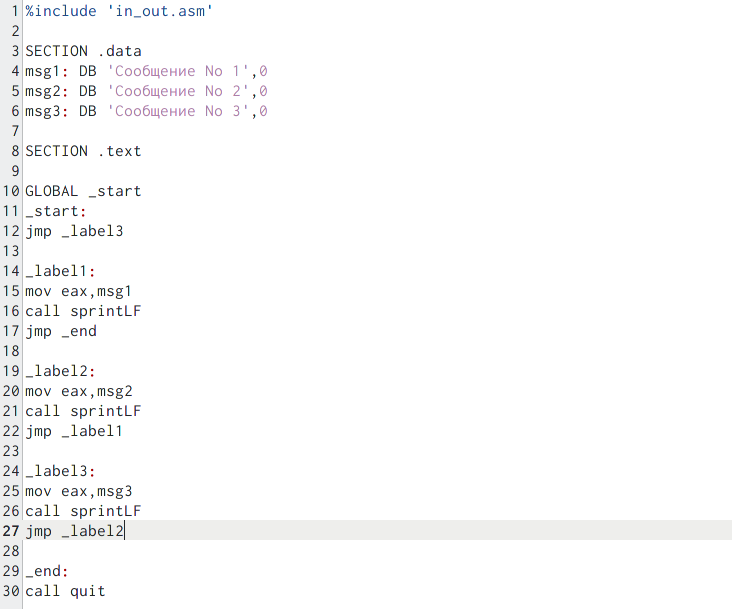 1 %include 'in_out.asm'
2
3 SECTION .data
4 msg1: DB 'Сообщение No 1',0
5 msg2: DB 'Сообщение No 2',0
6 msg3: DB 'Сообщение No 3',0
7
8 SECTION .text
9
10 GLOBAL _start
11 _start:
12 jmp _label3
13
14 _label1:
15 mov eax,msg1
16 call sprintLF
17 jmp _end
18
19 _label2:
20 mov eax,msg2
21 call sprintLF
22 jmp _label1
23
24 _label3:
25 mov eax,msg3
26 call sprintLF
27 jmp _label2
28
29 _end:
30 call quit